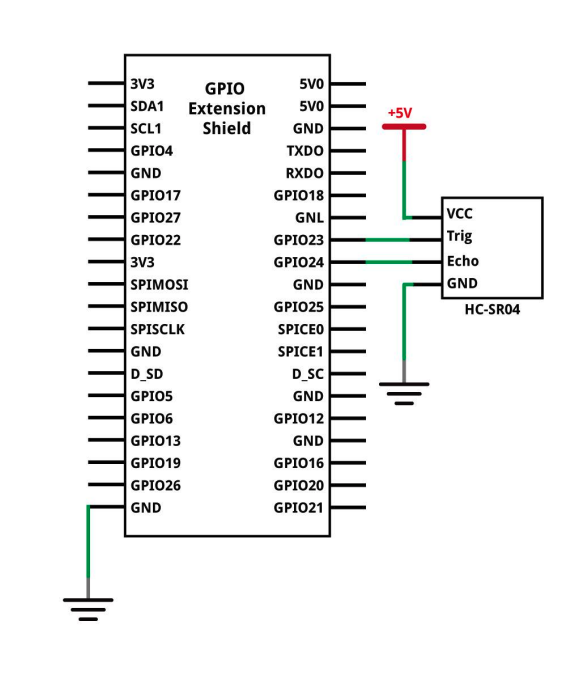 GPIO
Extension
Shield
3V3
SDA1
SCL1
GPIO4
GND
GPIO17
GPIO27
GPIO22
3V3
SPIMOSI
SPIMISO
SPISCLK
GND
D_SD
GPIO5
GPIO6
GPIO13
GPIO19
GPIO26
GND
5V0
5V0
GND
TXDO
RXDO
GPIO18
GNL
GPIO23
GPIO24
GND
GPIO25
SPICE0
SPICE1
D_SC
GND
GPIO12
GND
GPIO16
GPIO20
GPIO21
+5V
VCC
Trig
Echo
GND
HC-SR04